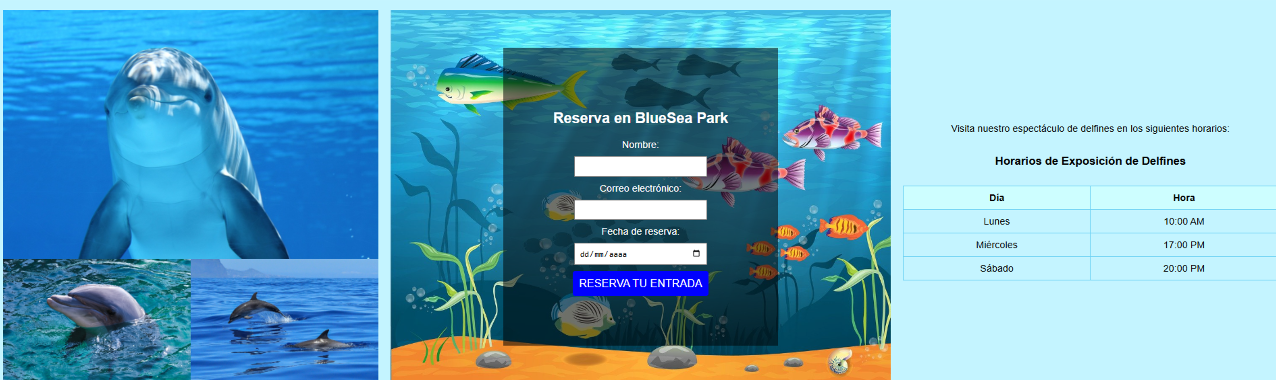 Reserva en BlueSea Park
Nombre:
Correo electrónico:
Fecha de reserva:
dd/mm/aaaa
RESERVA TU ENTRADA
Visita nuestro espectáculo de delfines en los siguientes horarios:
Horarios de Exposición de Delfines
Dia Hora
Lunes 10:00 AM
Miércoles 17:00 PM
Sábado 20:00 PM